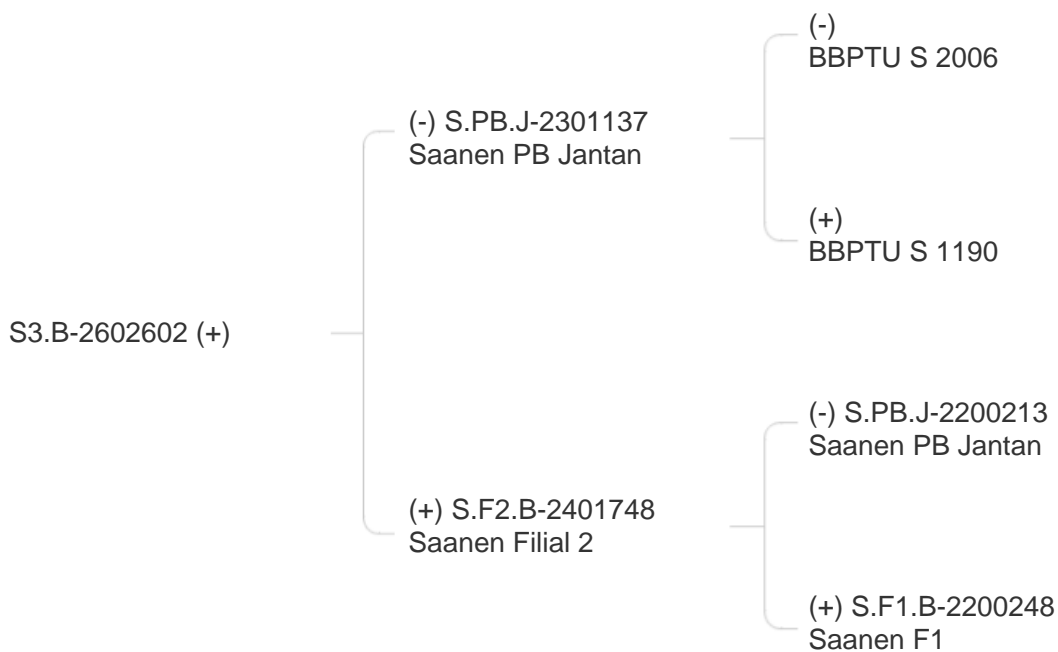 (-)
BBPTU S 2006
(-) S.PB.J-2301137
Saanen PB Jantan
(+)
BBPTU S 1190
S3.B-2602602 (+)
(-) S.PB.J-2200213
Saanen PB Jantan
(+) S.F2.B-2401748
Saanen Filial 2
(+) S.F1.B-2200248
Saanen F1